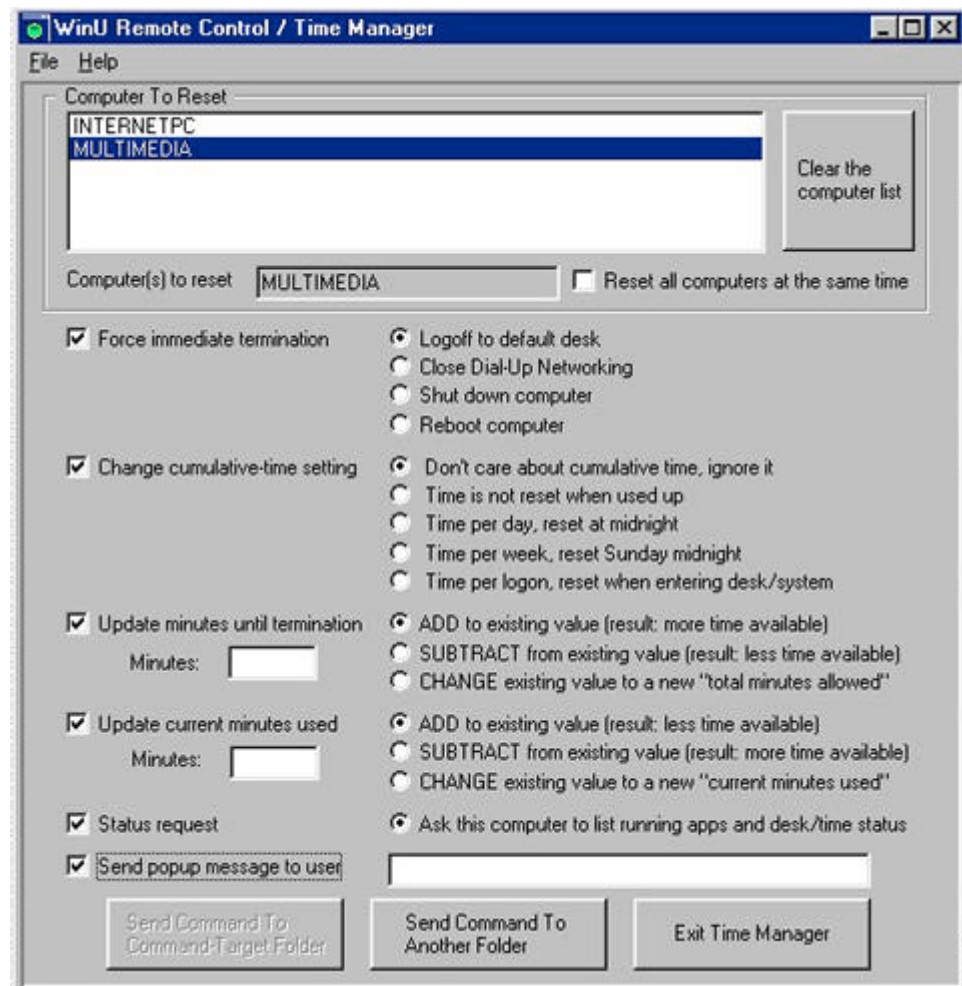 WinU Remote Control / Time Manager
File Help
Computer To Reset
INTERNETPC
MULTIMEDIA
Clear the
computer list
Computer(s) to reset MULTIMEDIA Reset all computers at the same time
Force immediate termination Logoff to default desk
Close Dial-Up Networking
Shut down computer
Reboot computer
Change cumulative-time setting Don't care about cumulative time, ignore it
Time is not reset when used up
Time per day, reset at midnight
Time per week, reset Sunday midnight
Time per logon, reset when entering desk/system
Update minutes until termination ADD to existing value (result: more time available)
Minutes: SUBTRACT from existing value (result: less time available)
CHANGE existing value to a new "total minutes allowed"
Update current minutes used ADD to existing value (result: less time available)
Minutes: SUBTRACT from existing value (result: more time available)
CHANGE existing value to a new "current minutes used"
Status request Ask this computer to list running apps and desk/time status
Send popup message to user
Send Command To
Command-Target Folder
Send Command To
Another Folder
Exit Time Manager